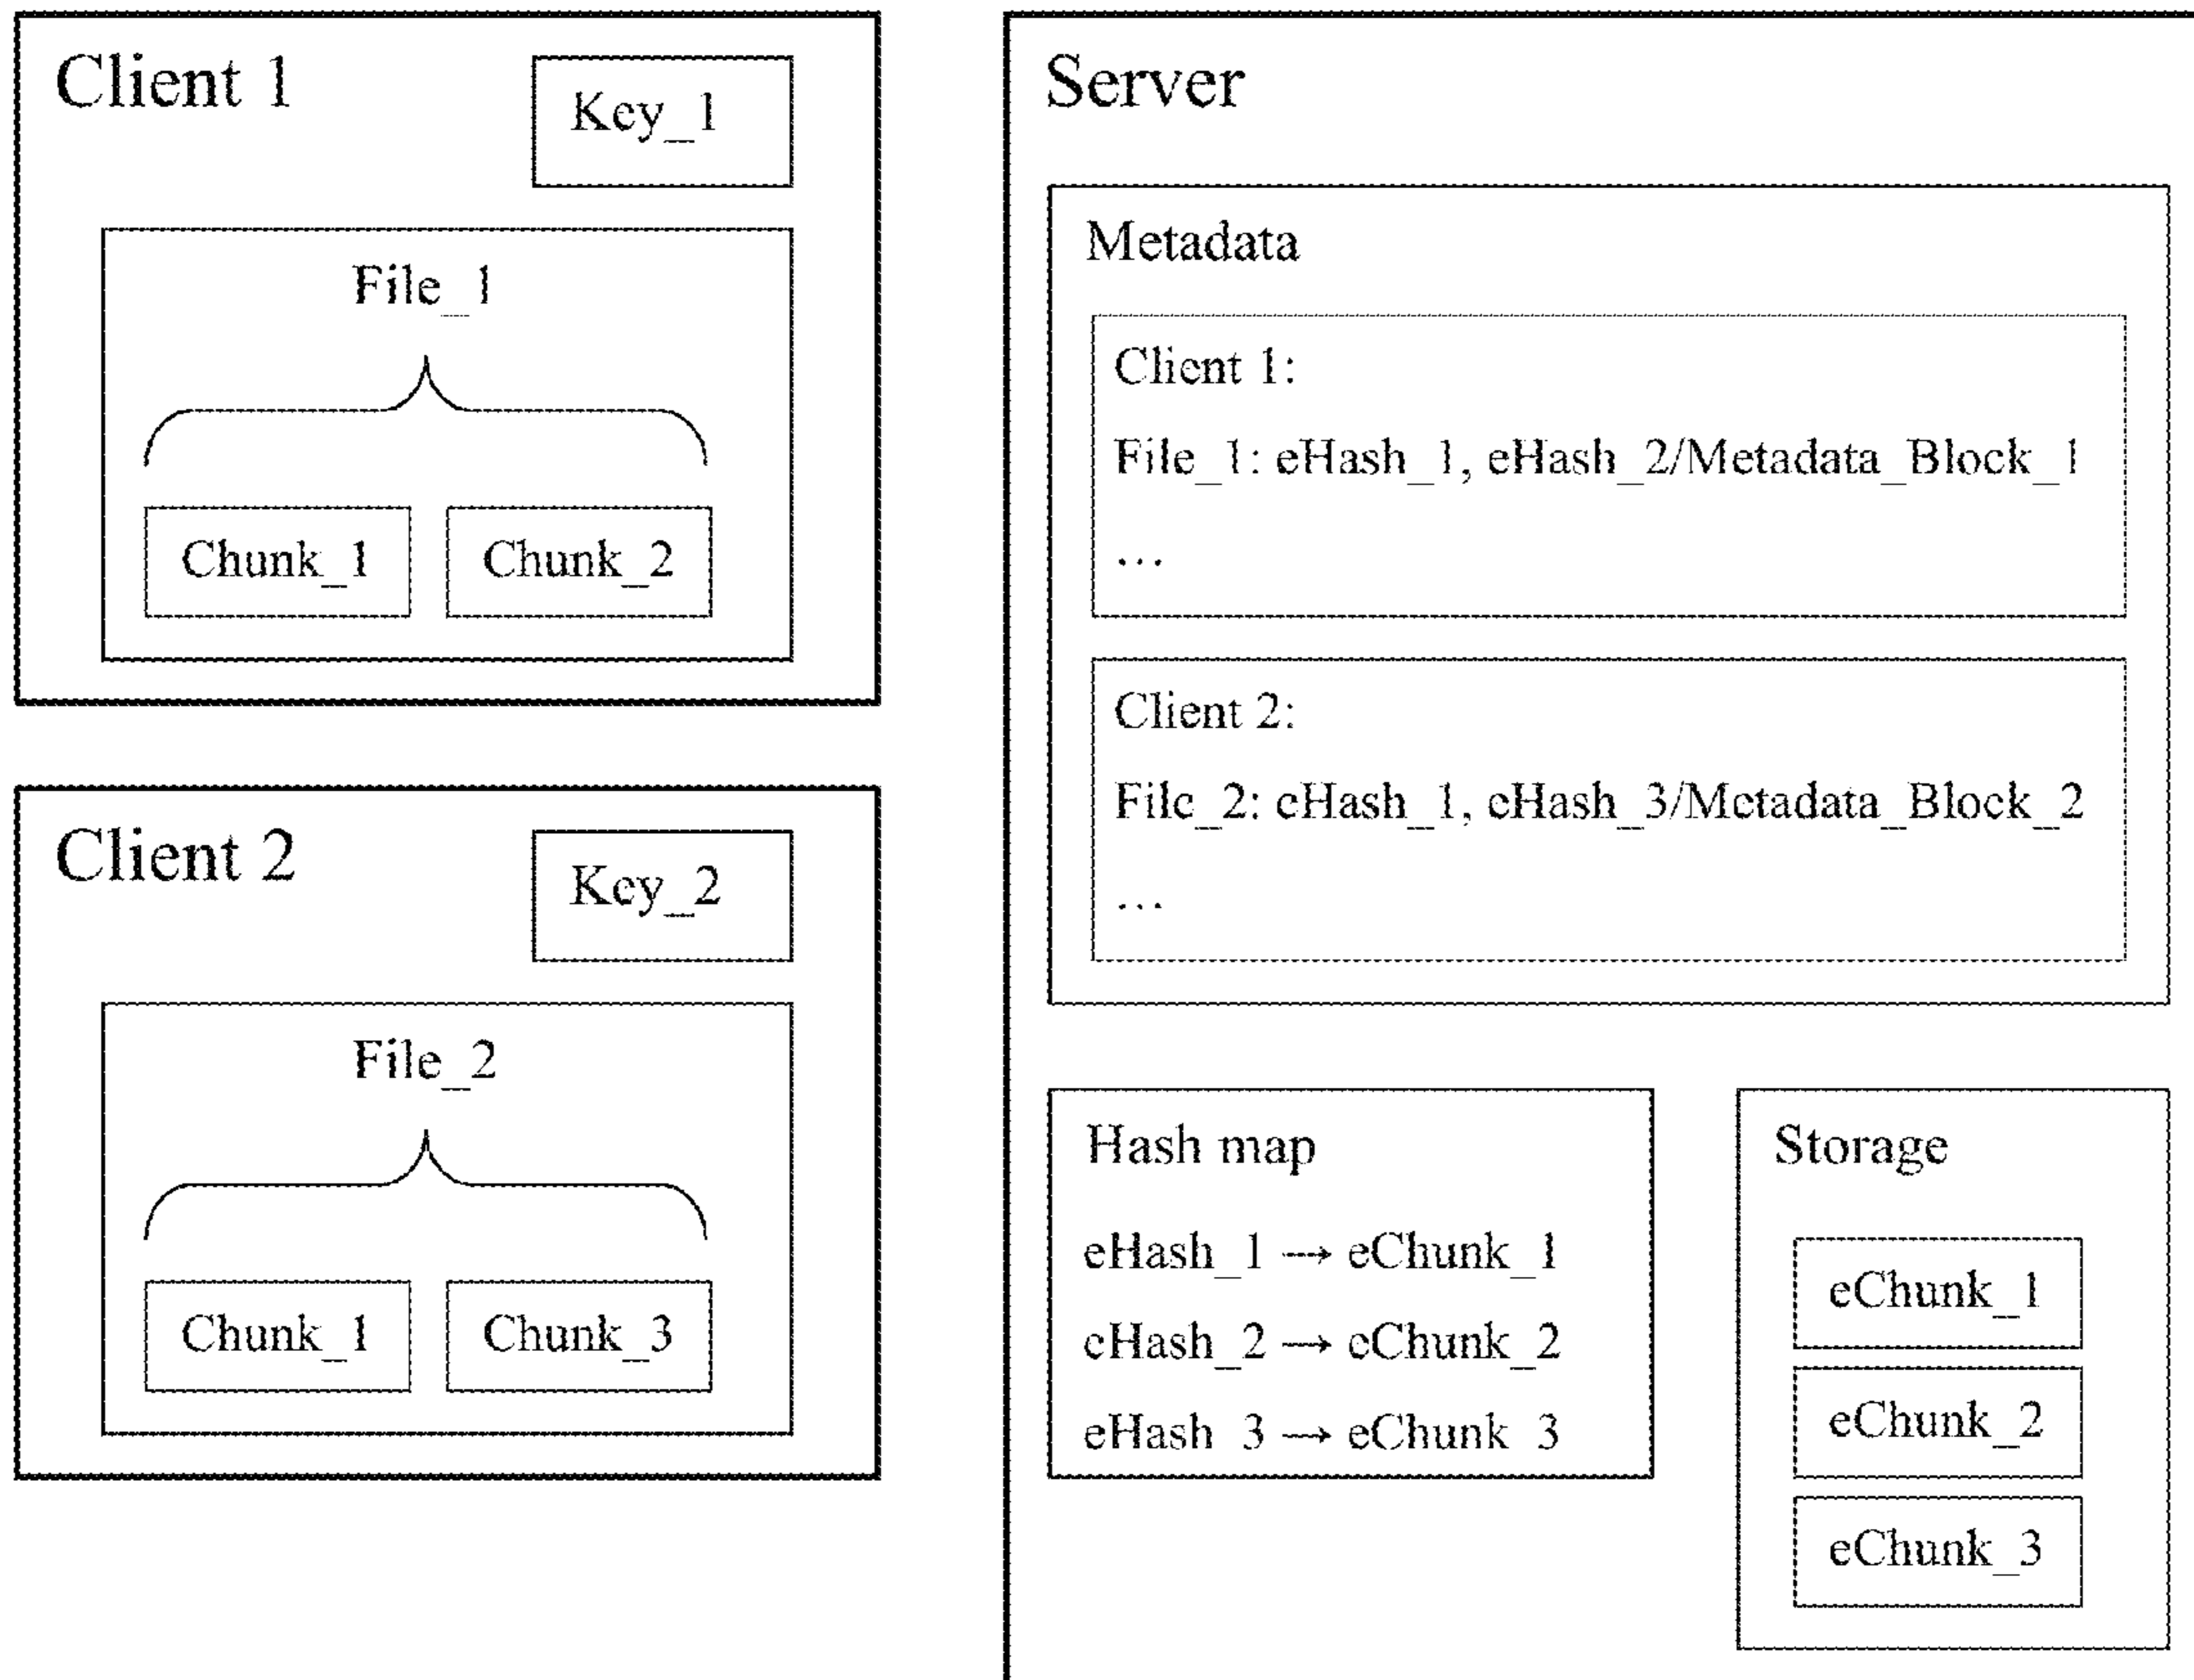 Client 1
Key_1
File_1
Chunk_1 Chunk_2
Client 2
Key_2
File_2
Chunk_1 Chunk_3
Server
Metadata
Client 1:
File_1: eHash_1, eHash_2/Metadata_Block_1
...
Client 2:
File_2: eHash_1, eHash_3/Metadata_Block_2
...
Hash map
eHash_1 → eChunk_1
eHash_2 → eChunk_2
eHash_3 → eChunk_3
Storage
eChunk_1
eChunk_2
eChunk_3